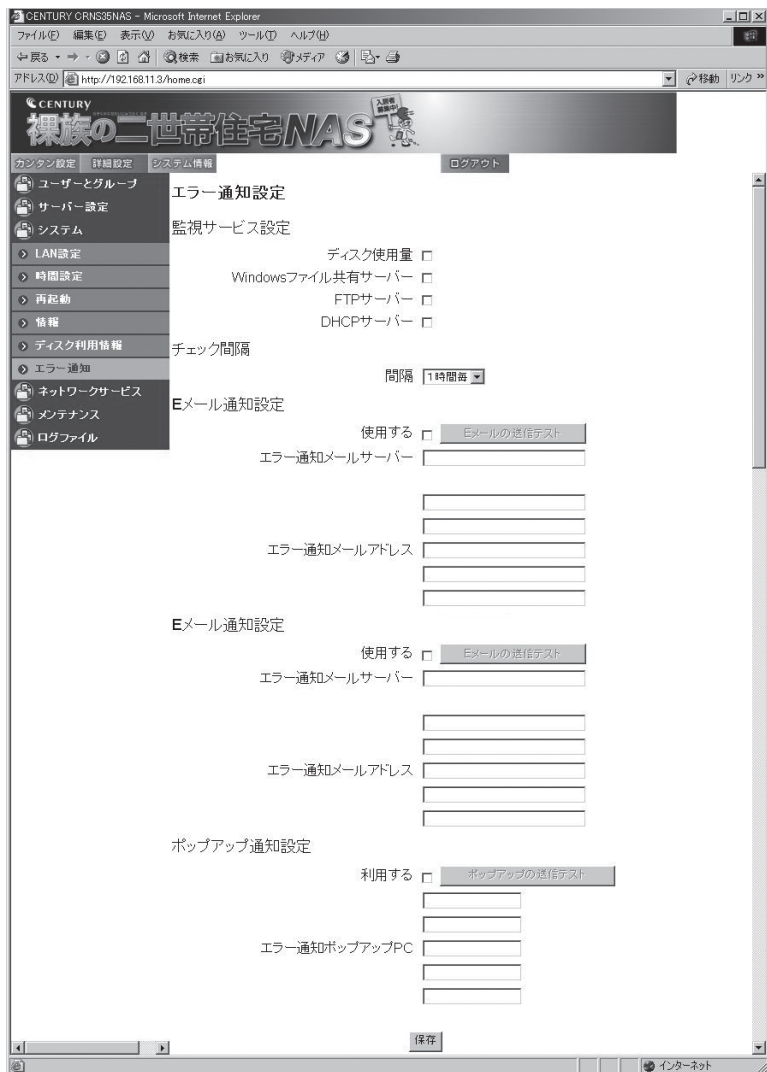 CENTURY CRNS35NAS - Microsoft Internet Explorer
ファイル(F) 編集(E) 表示(V) お気に入り(A) ツール(T) ヘルプ(H)
戻る 検索 お気に入り メディア
アドレス(D) http://192.168.11.3/home.cgi 移動 リンク »
CENTURY
裸族の二世帯住宅NAS
入居者募集中!
カンタン設定 詳細設定 システム情報 ログアウト
ユーザーとグループ
サーバー設定
システム
LAN設定
時間設定
再起動
情報
ディスク利用情報
エラー通知
ネットワークサービス
メンテナンス
ログファイル
エラー通知設定
監視サービス設定
ディスク使用量
Windowsファイル共有サーバー
FTPサーバー
DHCPサーバー
チェック間隔
間隔 1時間毎
Eメール通知設定
使用する Eメールの送信テスト
エラー通知メールサーバー
エラー通知メールアドレス
Eメール通知設定
使用する Eメールの送信テスト
エラー通知メールサーバー
エラー通知メールアドレス
ポップアップ通知設定
利用する ポップアップの送信テスト
エラー通知ポップアップPC
保存
インターネット